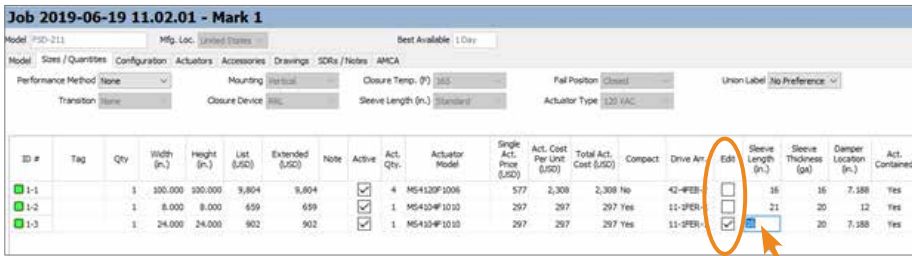 Job 2019-06-19 11.02.01 - Mark 1
Model FSD-211 Mfg. Loc. United States Best Available 1 Day
Model Sizes / Quantities Configuration Actuators Accessories Drawings SDRs / Notes AMCA
Performance Method None Mounting Vertical Closure Temp. (F) 165 Fail Position Closed Union Label No Preference
Transition None Closure Device RRL Sleeve Length (in.) Standard Actuator Type 120 VAC
ID # Tag Qty Width (in.) Height (in.) List (USD) Extended (USD) Note Active Act. Qty. Actuator Model Single Act. Price (USD) Act. Cost Per Unit (USD) Total Act. Cost (USD) Compact Drive Arr. Edit Sleeve Length (in.) Sleeve Thickness (ga) Damper Location (in.) Act. Contained
1-1 1 100.000 100.000 9,804 9,804 4 MS4120F1006 577 2,308 2,308 No 16 16 7.188 Yes
1-2 1 8.000 8.000 659 659 1 MS4104F1010 297 297 297 Yes 21 20 12 Yes
1-3 1 24.000 24.000 902 902 1 MS4104F1010 297 297 297 Yes 20 7.188 Yes